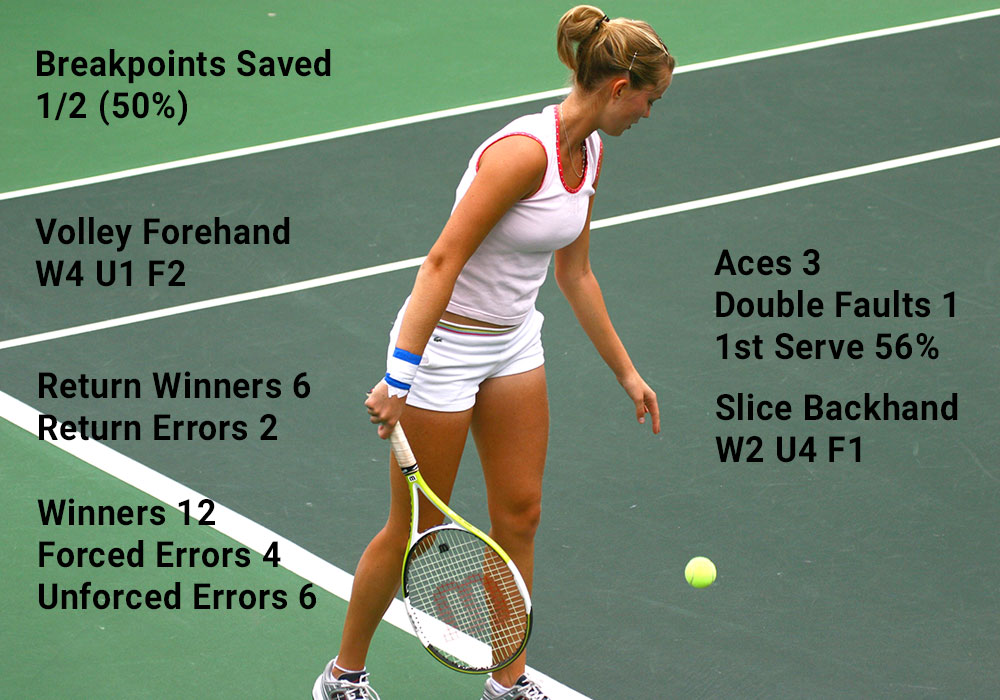 Breakpoints Saved
1/2 (50%)
Volley Forehand
W4 U1 F2
Return Winners 6
Return Errors 2
Winners 12
Forced Errors 4
Unforced Errors 6
Aces 3
Double Faults 1
1st Serve 56%
Slice Backhand
W2 U4 F1